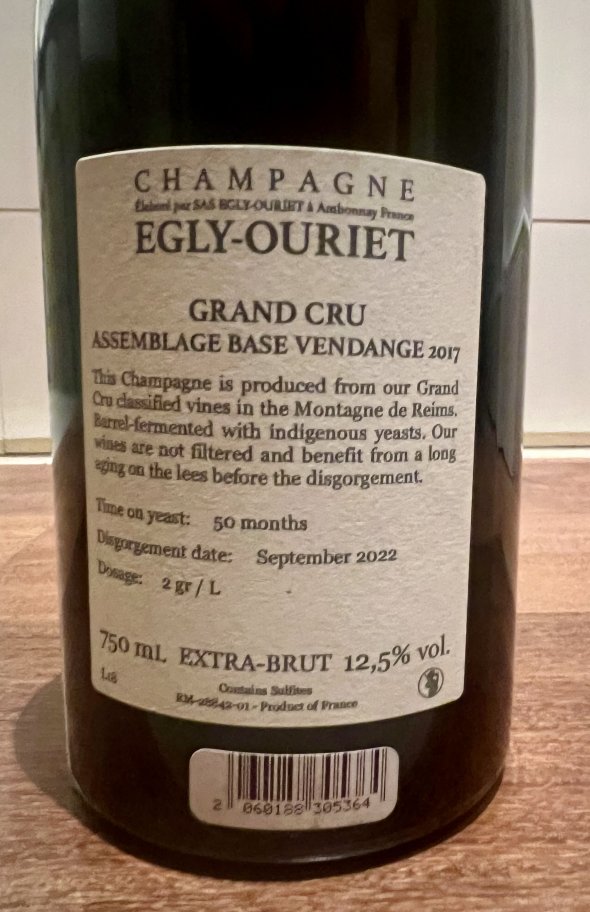 CHAMPAGNE
Élaboré par SAS EGLY-OURIET à Ambonnay France
EGLY-OURIET
GRAND CRU
ASSEMBLAGE BASE VENDANGE 2017
This Champagne is produced from our Grand
Cru classified vines in the Montagne de Reims.
Barrel-fermented with indigenous yeasts. Our
wines are not filtered and benefit from a long
aging on the lees before the disgorgement.
Time on yeast: 50 months
Disgorgement date: September 2022
Dosage: 2 gr / L
750 mL EXTRA-BRUT 12,5% vol.
L18
Contains Sulfites
RM-28842-01 - Product of France
2 060188 305364